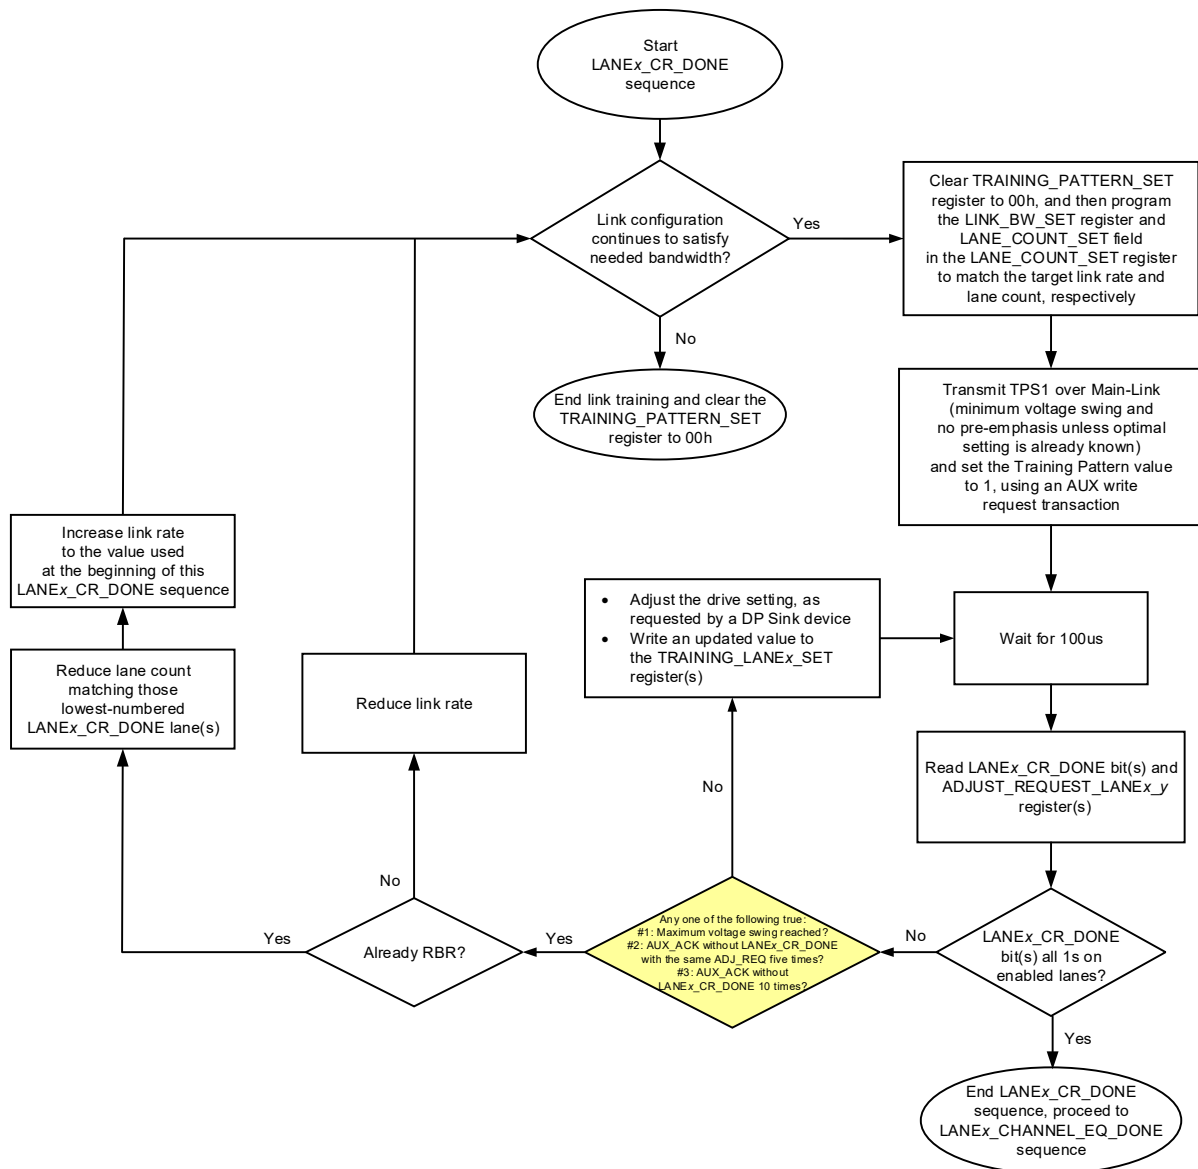 Start
LANEx_CR_DONE
sequence
Link configuration
continues to satisfy
needed bandwidth?
Yes
Clear TRAINING_PATTERN_SET
register to 00h, and then program
the LINK_BW_SET register and
LANE_COUNT_SET field
in the LANE_COUNT_SET register
to match the target link rate and
lane count, respectively
No
End link training and clear the
TRAINING_PATTERN_SET
register to 00h
Transmit TPS1 over Main-Link
(minimum voltage swing and
no pre-emphasis unless optimal
setting is already known)
and set the Training Pattern value
to 1, using an AUX write
request transaction
Increase link rate
to the value used
at the beginning of this
LANEx_CR_DONE sequence
• Adjust the drive setting, as
requested by a DP Sink device
• Write an updated value to
the TRAINING_LANEx_SET
register(s)
Wait for 100us
Reduce lane count
matching those
lowest-numbered
LANEx_CR_DONE lane(s)
Reduce link rate
Read LANEx_CR_DONE bit(s) and
ADJUST_REQUEST_LANEx_y
register(s)
No
No
Yes
Already RBR?
Yes
Any one of the following true:
#1: Maximum voltage swing reached?
#2: AUX_ACK without LANEx_CR_DONE
with the same ADJ_REQ five times?
#3: AUX_ACK without
LANEx_CR_DONE 10 times?
No
LANEx_CR_DONE
bit(s) all 1s on
enabled lanes?
Yes
End LANEx_CR_DONE
sequence, proceed to
LANEx_CHANNEL_EQ_DONE
sequence